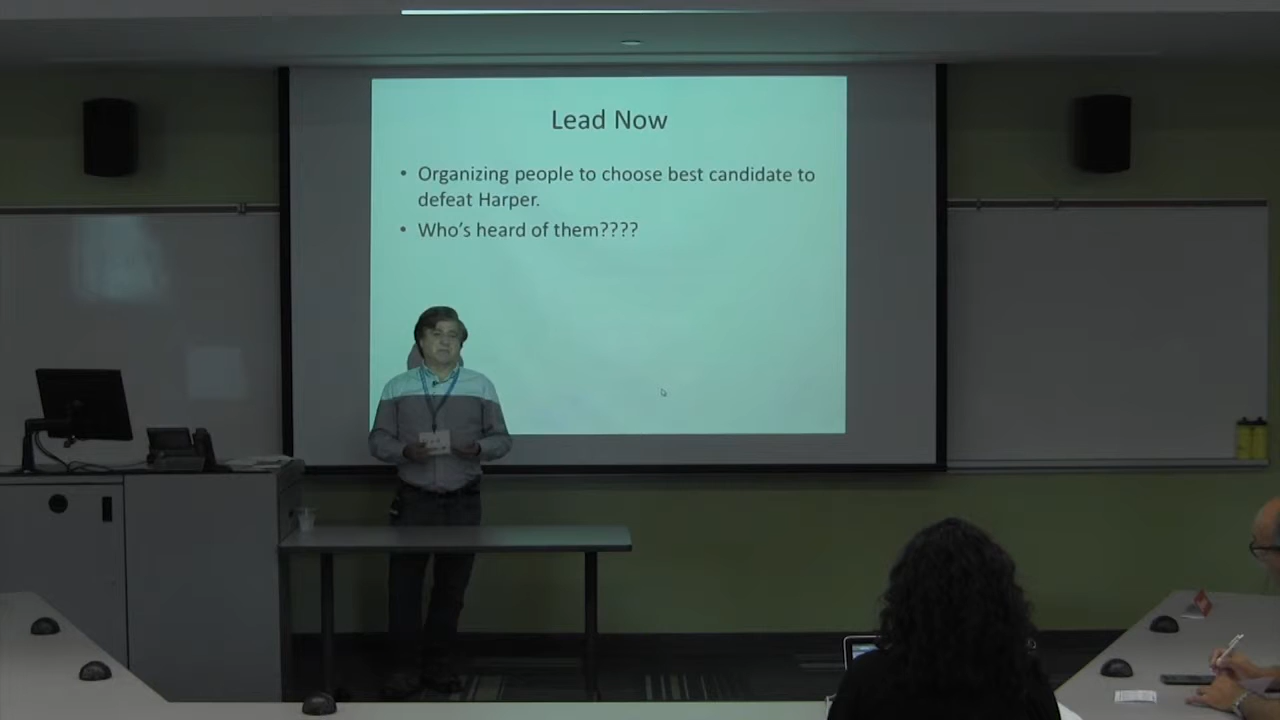 Lead Now
• Organizing people to choose best candidate to
defeat Harper.
• Who's heard of them????